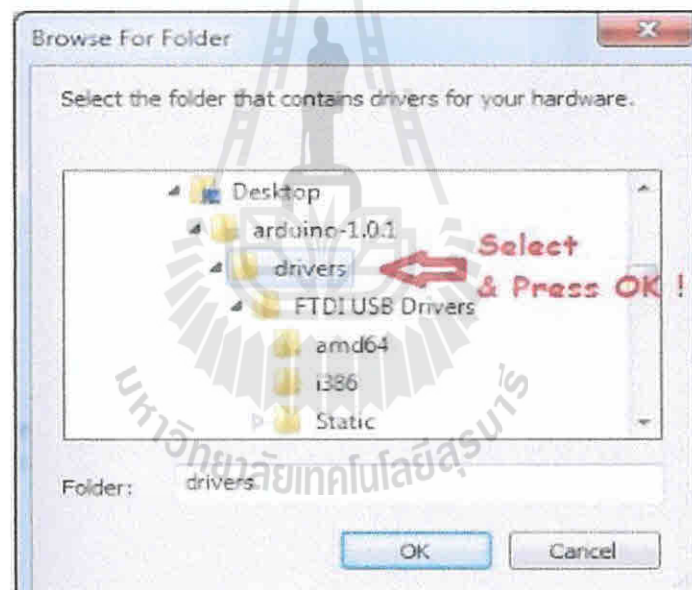 Browse For Folder
Select the folder that contains drivers for your hardware.
Desktop
arduino-1.0.1
drivers
Select
& Press OK !
FTDI USB Drivers
amd64
i386
Static
มหาวิทยาลัยเทคโนโลยีสุรนารี
Folder:
drivers
OK
Cancel